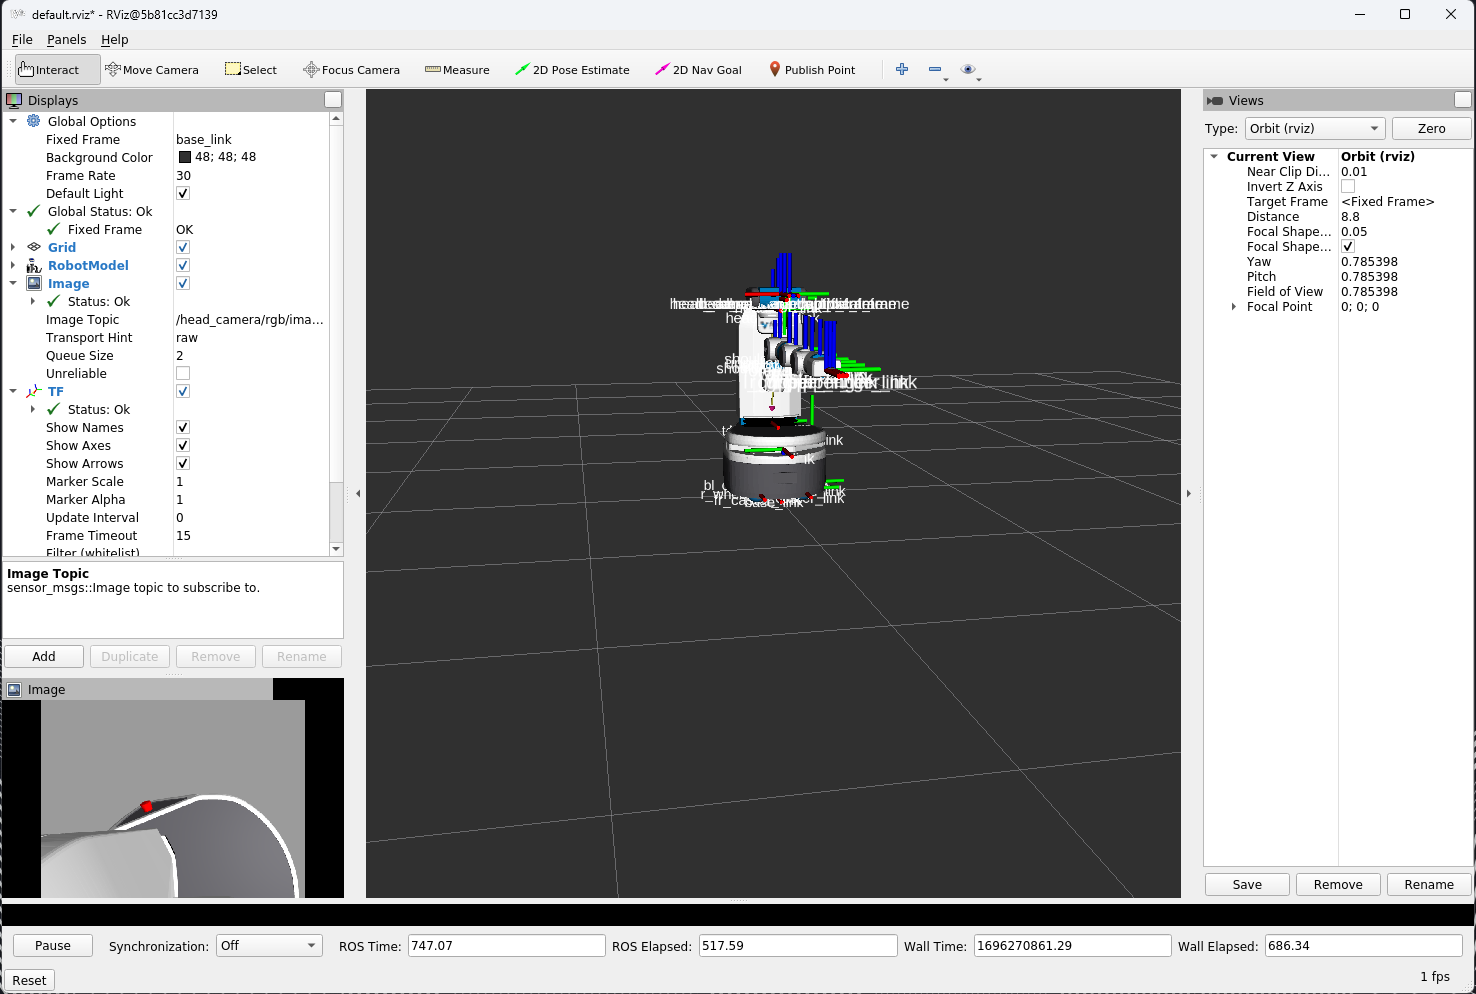 default.rviz* - RViz@5b81cc3d7139
File Panels Help
Interact Move Camera Select Focus Camera Measure 2D Pose Estimate 2D Nav Goal Publish Point
Displays
Global Options
Fixed Frame base_link
Background Color 48; 48; 48
Frame Rate 30
Default Light
Global Status: Ok
Fixed Frame OK
Grid
RobotModel
Image
Status: Ok
Image Topic /head_camera/rgb/ima...
Transport Hint raw
Queue Size 2
Unreliable
TF
Status: Ok
Show Names
Show Axes
Show Arrows
Marker Scale 1
Marker Alpha 1
Update Interval 0
Frame Timeout 15
Filter (whitelist)
Image Topic
sensor_msgs::Image topic to subscribe to.
Add Duplicate Remove Rename
Image
base_link
Views
Type: Orbit (rviz) Zero
Current View Orbit (rviz)
Near Clip Di... 0.01
Invert Z Axis
Target Frame <Fixed Frame>
Distance 8.8
Focal Shape... 0.05
Focal Shape...
Yaw 0.785398
Pitch 0.785398
Field of View 0.785398
Focal Point 0; 0; 0
Save Remove Rename
Pause Synchronization: Off ROS Time: 747.07 ROS Elapsed: 517.59 Wall Time: 1696270861.29 Wall Elapsed: 686.34
Reset 1 fps